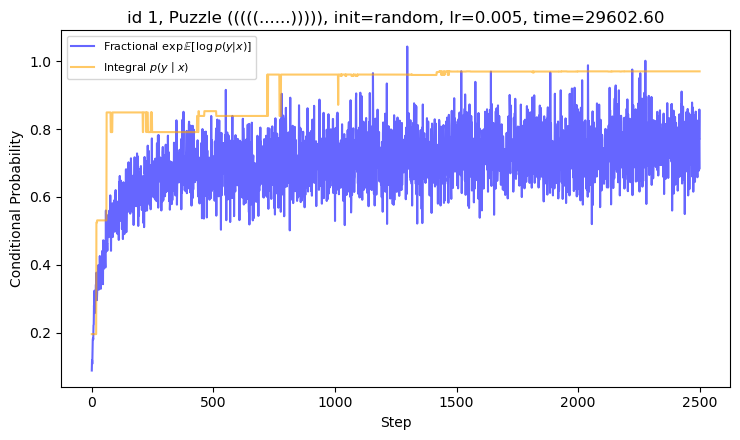 id 1, Puzzle (((((......))))), init=random, lr=0.005, time=29602.60
Fractional exp 𝔼[log p(y|x)]
Integral p(y | x)
Conditional Probability
1.0
0.8
0.6
0.4
0.2
0
500
1000
1500
2000
2500
Step